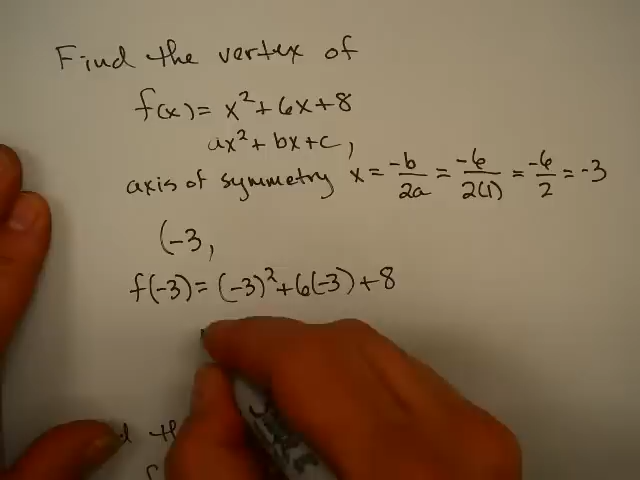 Find the vertex of
f(x) = x² + 6x + 8
ax² + bx + c,
axis of symmetry x = -b/2a = -6/2(1) = -6/2 = -3
(-3,
f(-3) = (-3)² + 6(-3) + 8